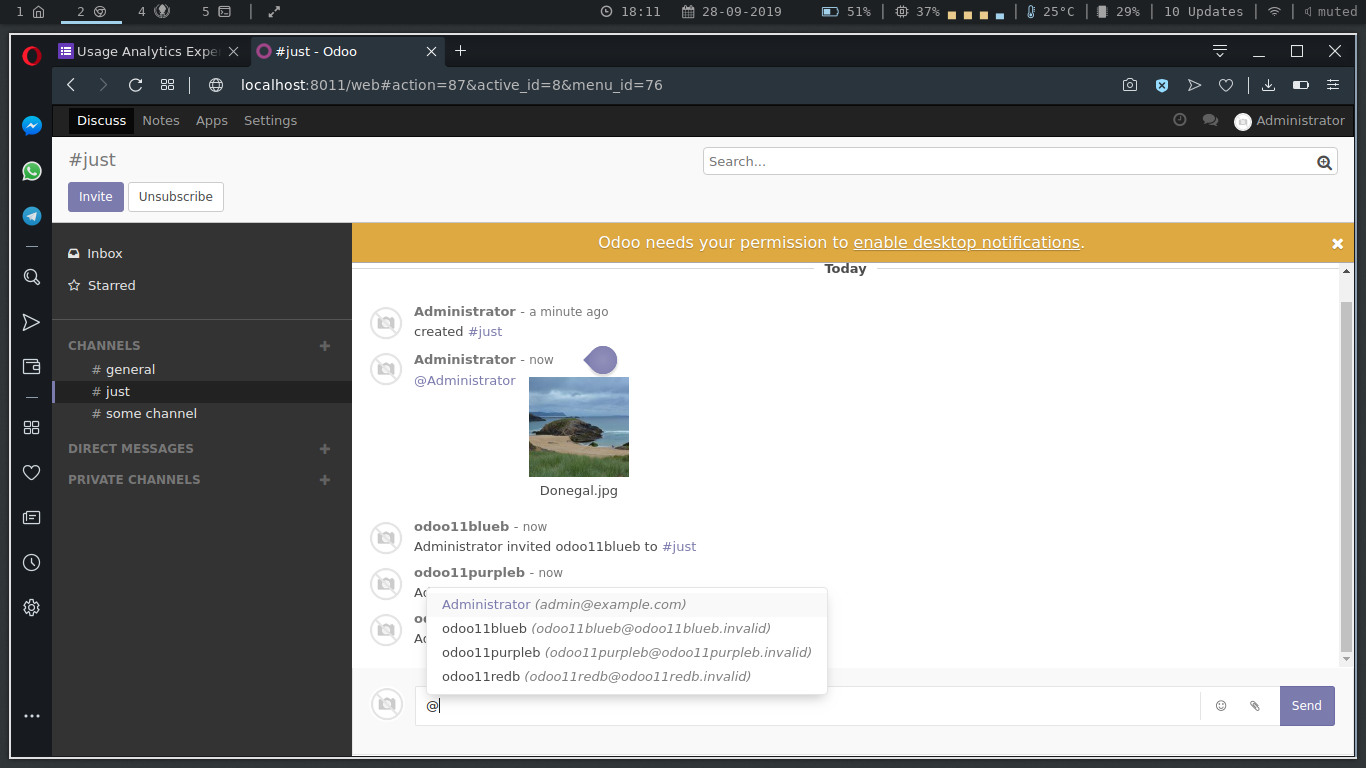 1 2 4 5 18:11 28-09-2019 51% 37% 25°C 29% 10 Updates muted
Usage Analytics Expe #just - Odoo
localhost:8011/web#action=87&active_id=8&menu_id=76
Discuss Notes Apps Settings Administrator
#just
Search...
Invite Unsubscribe
Odoo needs your permission to enable desktop notifications.
Inbox
Starred
CHANNELS
# general
# just
# some channel
DIRECT MESSAGES
PRIVATE CHANNELS
Today
Administrator - a minute ago
created #just
Administrator - now
@Administrator
Donegal.jpg
odoo11blueb - now
Administrator invited odoo11blueb to #just
odoo11purpleb - now
Administrator (admin@example.com)
odoo11blueb (odoo11blueb@odoo11blueb.invalid)
odoo11purpleb (odoo11purpleb@odoo11purpleb.invalid)
odoo11redb (odoo11redb@odoo11redb.invalid)
@
Send